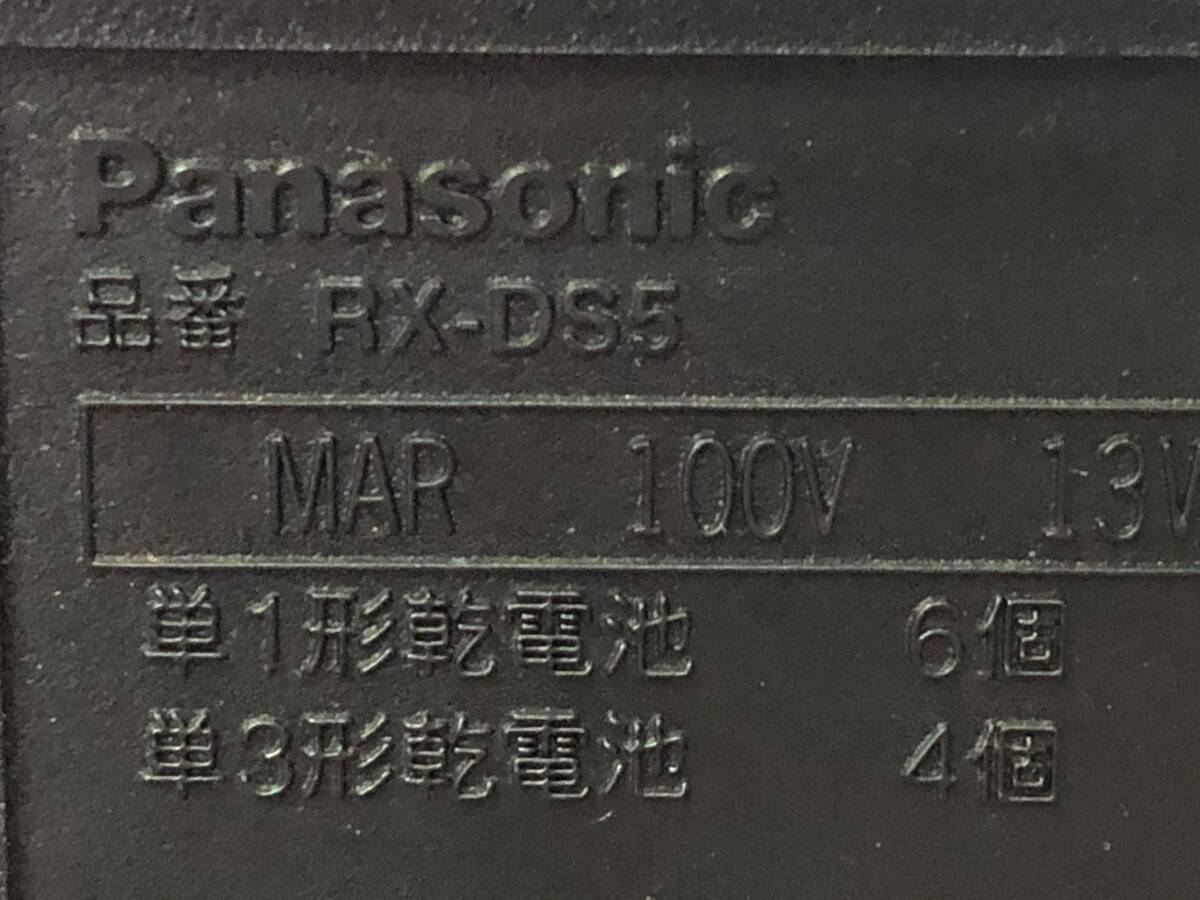 Panasonic
品番 RX-DS5
MAR 100V 13W
単1形乾電池 6個
単3形乾電池 4個